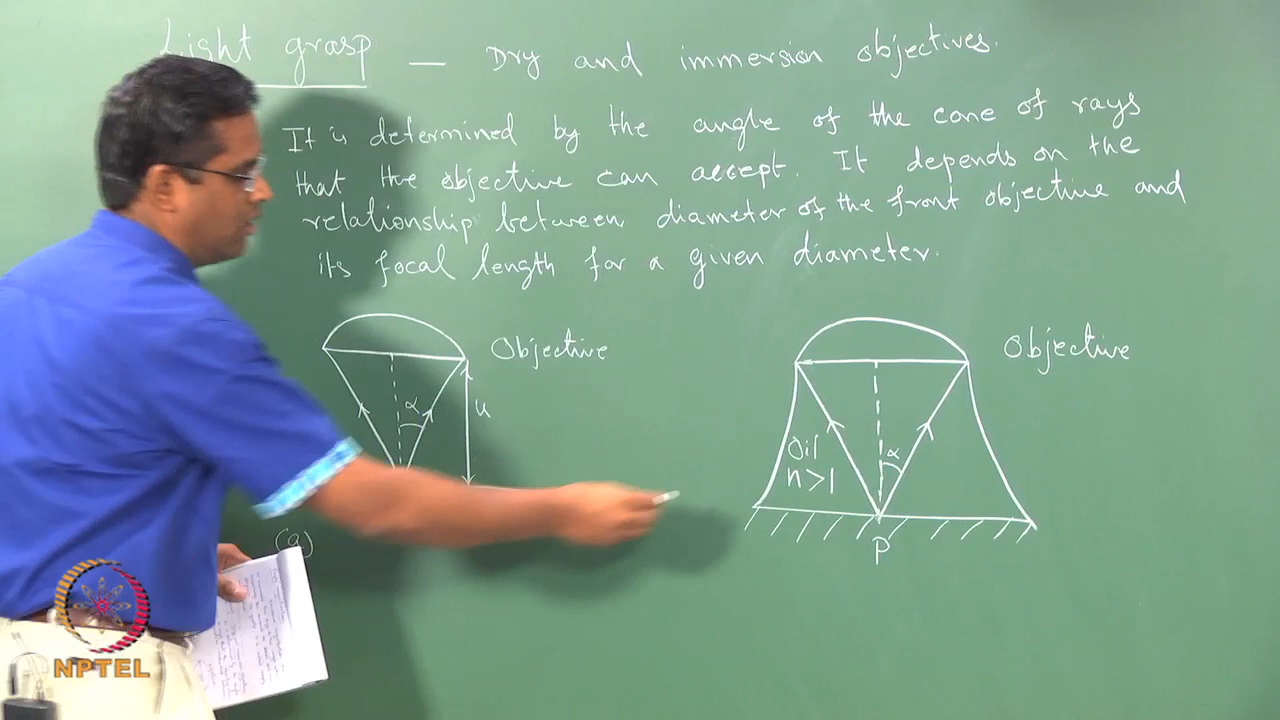 Light grasp — Dry and immersion objectives.
It is determined by the angle of the cone of rays
that the objective can accept. It depends on the
relationship between diameter of the front objective and
its focal length for a given diameter.
Objective
α
u
(a)
Objective
Oil
n>1
α
P
NPTEL